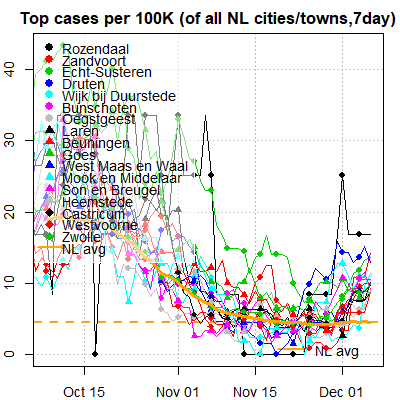 Top cases per 100K (of all NL cities/towns,7day)
Rozendaal
Zandvoort
Echt-Susteren
Druten
Wijk bij Duurstede
Bunschoten
Oegstgeest
Laren
Beuningen
Goes
West Maas en Waal
Mook en Middelaar
Son en Breugel
Heemstede
Castricum
Westvoorne
Zwolle
NL avg
NL avg
40
30
20
10
0
Oct 15
Nov 01
Nov 15
Dec 01